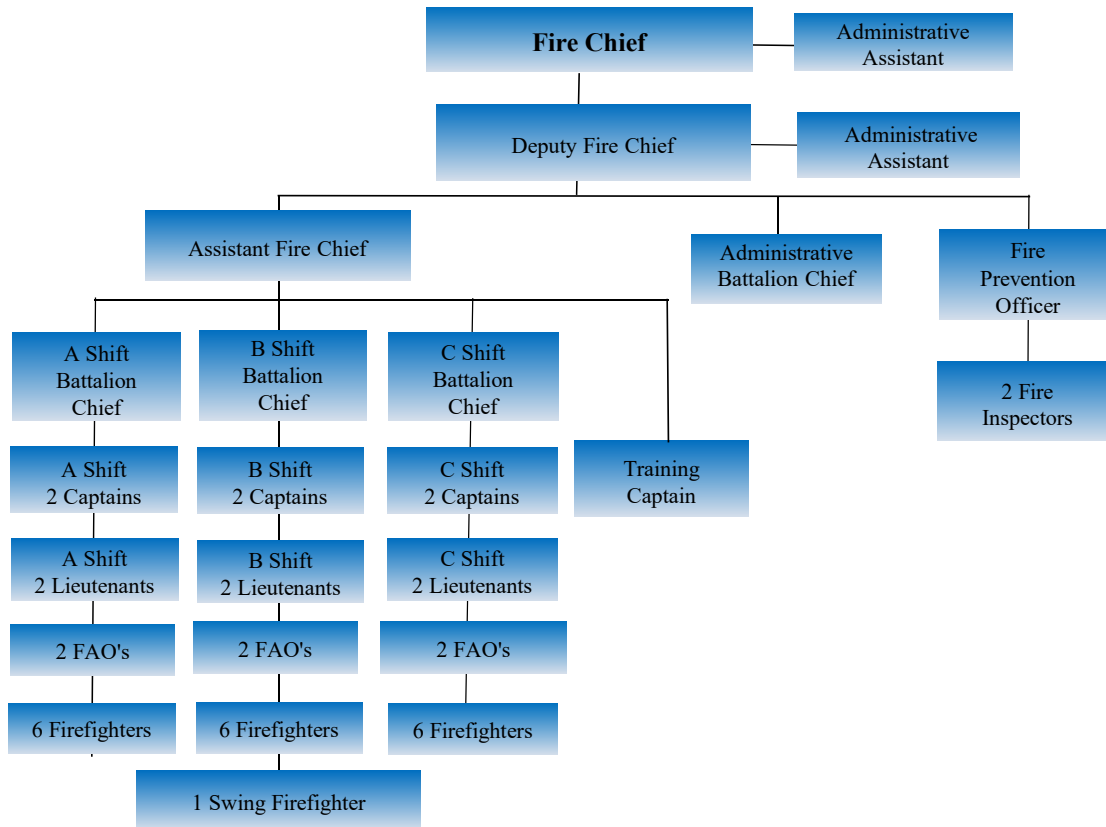 Fire Chief
Administrative
Assistant
Deputy Fire Chief
Administrative
Assistant
Assistant Fire Chief
Administrative
Battalion Chief
Fire
Prevention
Officer
A Shift
Battalion
Chief
B Shift
Battalion
Chief
C Shift
Battalion
Chief
2 Fire
Inspectors
A Shift
2 Captains
B Shift
2 Captains
C Shift
2 Captains
Training
Captain
A Shift
2 Lieutenants
B Shift
2 Lieutenants
C Shift
2 Lieutenants
2 FAO's
2 FAO's
2 FAO's
6 Firefighters
6 Firefighters
6 Firefighters
1 Swing Firefighter